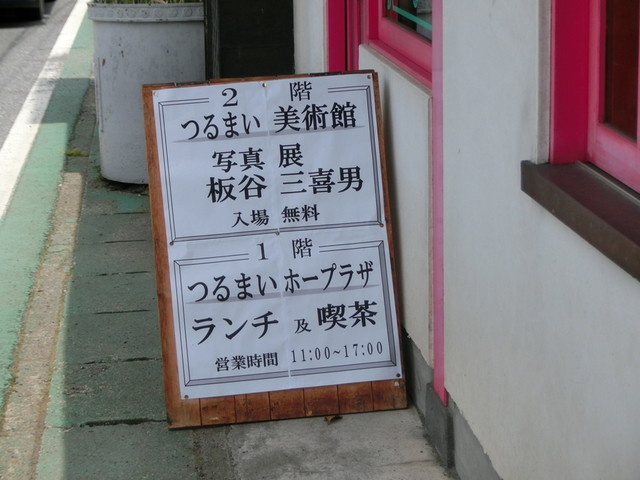 2 階
つるまい 美術館
写真 展
板谷 三喜男
入場 無料
1 階
つるまい ホープラザ
ランチ 及 喫茶
営業時間 11:00~17:00